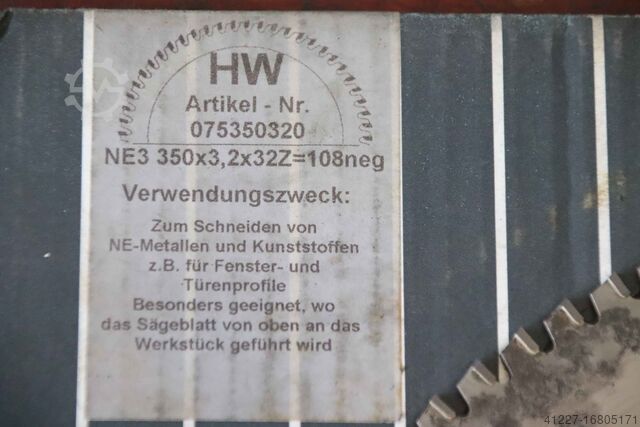 HW
Artikel - Nr.
075350320
NE3 350x3,2x32Z=108neg
Verwendungszweck:
Zum Schneiden von
NE-Metallen und Kunststoffen
z.B. für Fenster- und
Türenprofile
Besonders geeignet, wo
das Sägeblatt von oben an das
Werkstück geführt wird
41227-16805171